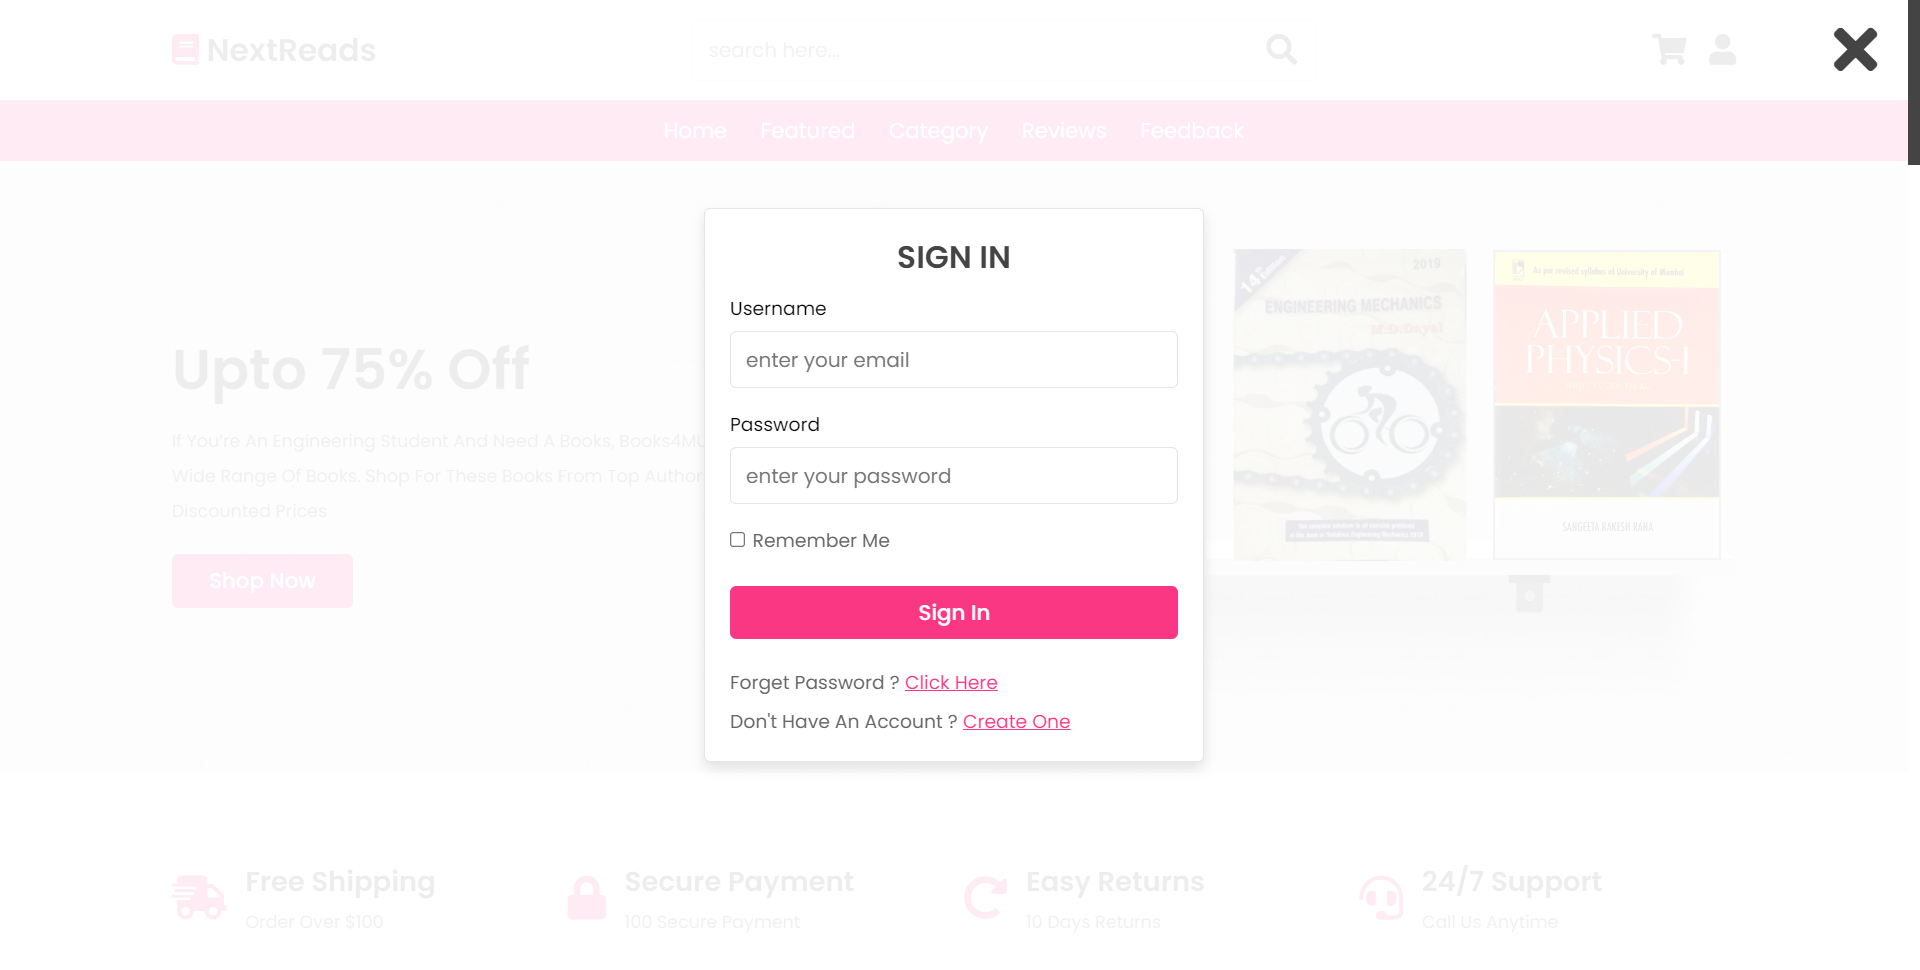 NextReads
search here...
Home Featured Category Reviews Feedback
SIGN IN
Username
enter your email
Password
enter your password
Remember Me
Sign In
Forget Password ? Click Here
Don't Have An Account ? Create One
Upto 75% Off
If You're An Engineering Student And Need A Books, Books4MU
Wide Range Of Books. Shop For These Books From Top Author
Discounted Prices
Shop Now
14th Edition
2019
ENGINEERING MECHANICS
M.D.Dayal
As per revised syllabus of University of Mumbai
APPLIED
PHYSICS-I
SANGEETA RAKESH RANA
Free Shipping
Order Over $100
Secure Payment
100 Secure Payment
Easy Returns
10 Days Returns
24/7 Support
Call Us Anytime